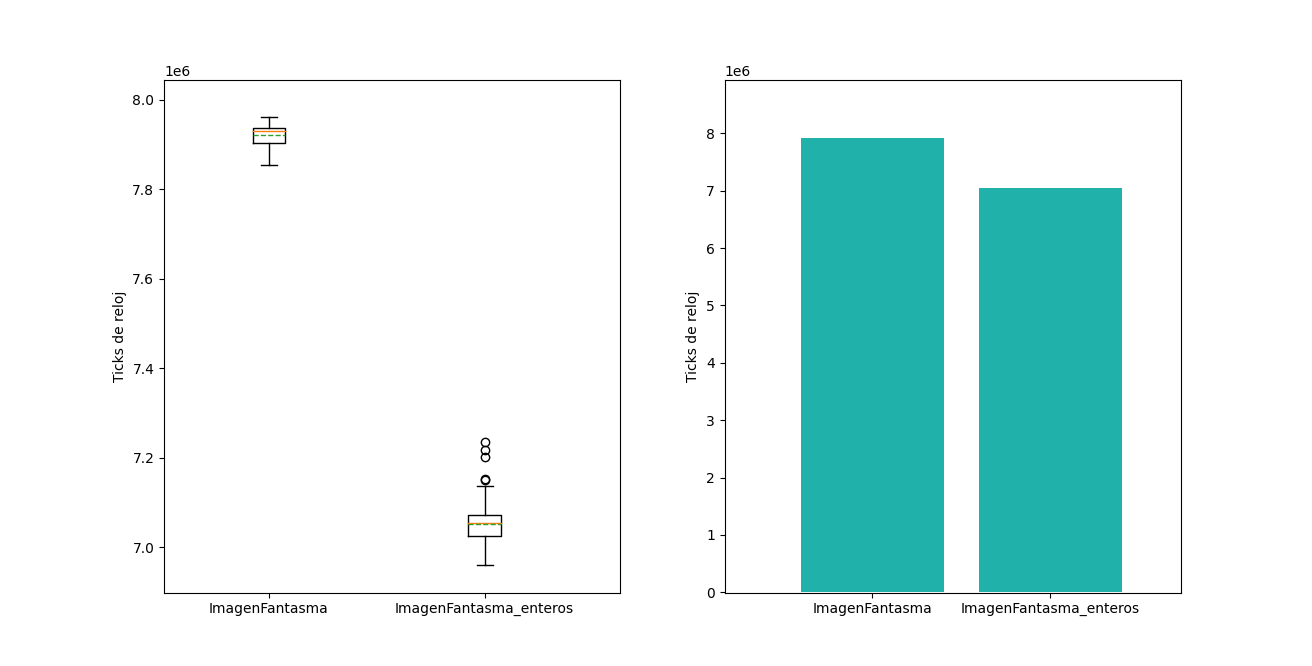 1e6
8.0
7.8
7.6
7.4
7.2
7.0
Ticks de reloj
ImagenFantasma
ImagenFantasma_enteros
1e6
8
7
6
5
4
3
2
1
0
Ticks de reloj
ImagenFantasma
ImagenFantasma_enteros